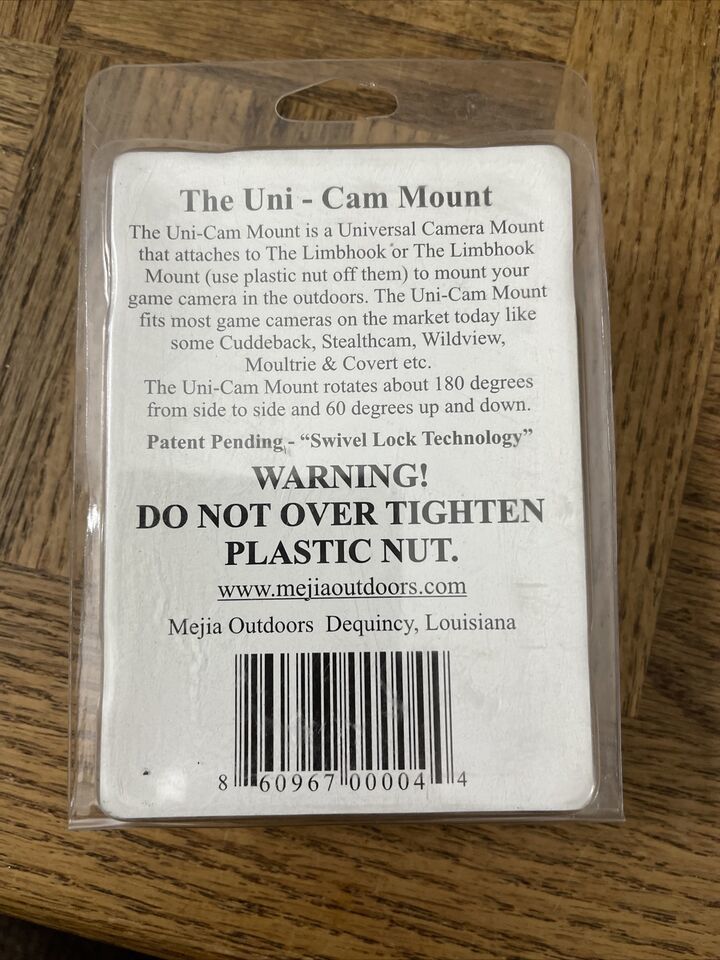 The Uni - Cam Mount
The Uni-Cam Mount is a Universal Camera Mount
that attaches to The Limbhook or The Limbhook
Mount (use plastic nut off them) to mount your
game camera in the outdoors. The Uni-Cam Mount
fits most game cameras on the market today like
some Cuddeback, Stealthcam, Wildview,
Moultrie & Covert etc.
The Uni-Cam Mount rotates about 180 degrees
from side to side and 60 degrees up and down.
Patent Pending - “Swivel Lock Technology”
WARNING!
DO NOT OVER TIGHTEN
PLASTIC NUT.
www.mejiaoutdoors.com
Mejia Outdoors Dequincy, Louisiana
8 60967 00004 4